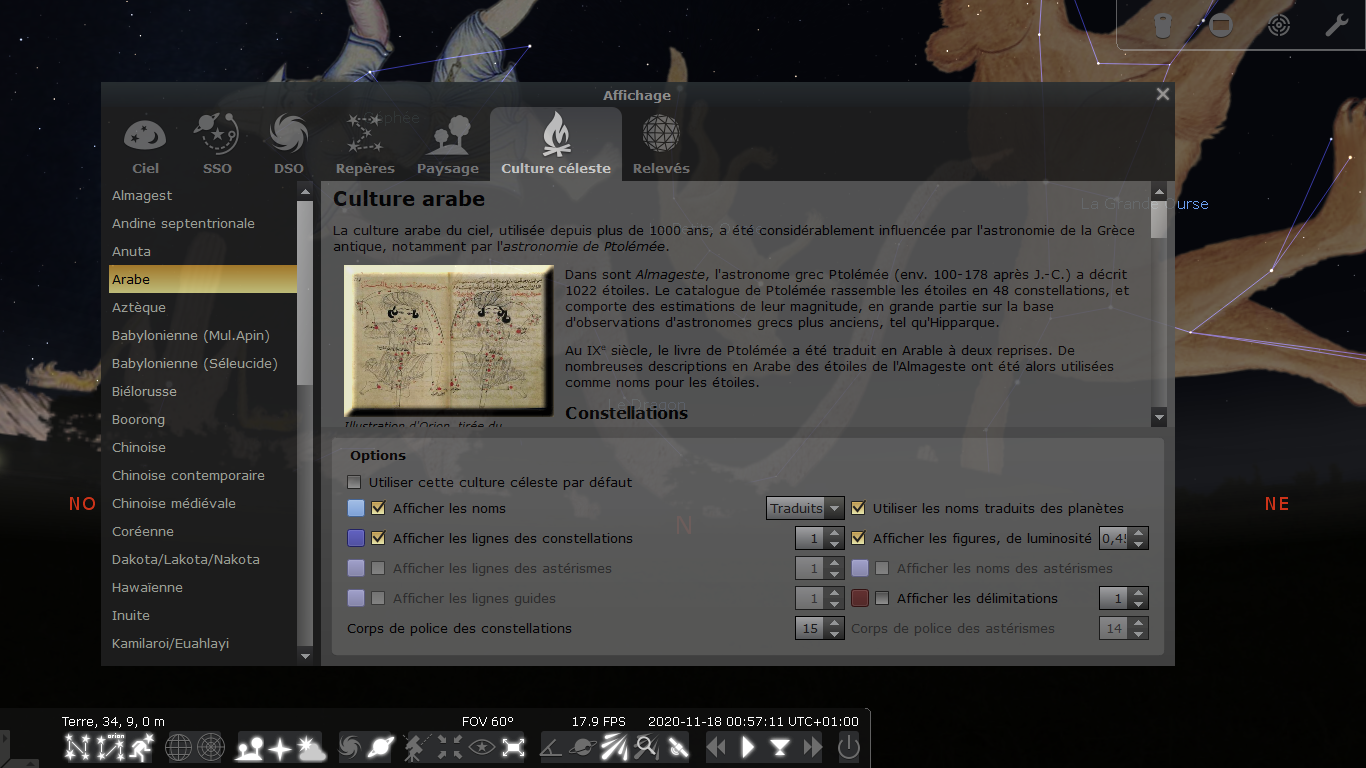 Affichage
Ciel
SSO
DSO
Repères
Paysage
Culture céleste
Relevés
Almagest
Andine septentrionale
Anuta
Arabe
Aztèque
Babylonienne (Mul.Apin)
Babylonienne (Séleucide)
Biélorusse
Boorong
Chinoise
Chinoise contemporaire
Chinoise médiévale
Coréenne
Dakota/Lakota/Nakota
Hawaïenne
Inuite
Kamilaroi/Euahlayi
Culture arabe
La culture arabe du ciel, utilisée depuis plus de 1000 ans, a été considérablement influencée par l'astronomie de la Grèce
antique, notamment par l'astronomie de Ptolémée.
Dans sont Almageste, l'astronome grec Ptolémée (env. 100-178 après J.-C.) a décrit
1022 étoiles. Le catalogue de Ptolémée rassemble les étoiles en 48 constellations, et
comporte des estimations de leur magnitude, en grande partie sur la base
d'observations d'astronomes grecs plus anciens, tel qu'Hipparque.
Au IXe siècle, le livre de Ptolémée a été traduit en Arable à deux reprises. De
nombreuses descriptions en Arabe des étoiles de l'Almageste ont été alors utilisées
comme noms pour les étoiles.
Illustration d'Orion, tirée du
Constellations
La Grande Ourse
Le Dragon
Options
Utiliser cette culture céleste par défaut
Afficher les noms
Traduits
Utiliser les noms traduits des planètes
Afficher les lignes des constellations
1
Afficher les figures, de luminosité
Afficher les lignes des astérismes
1
Afficher les noms des astérismes
Afficher les lignes guides
1
Afficher les délimitations
1
Corps de police des constellations
15
Corps de police des astérismes
14
NO
N
NE
Terre, 34, 9, 0 m
FOV 60°
17.9 FPS
2020-11-18 00:57:11 UTC+01:00